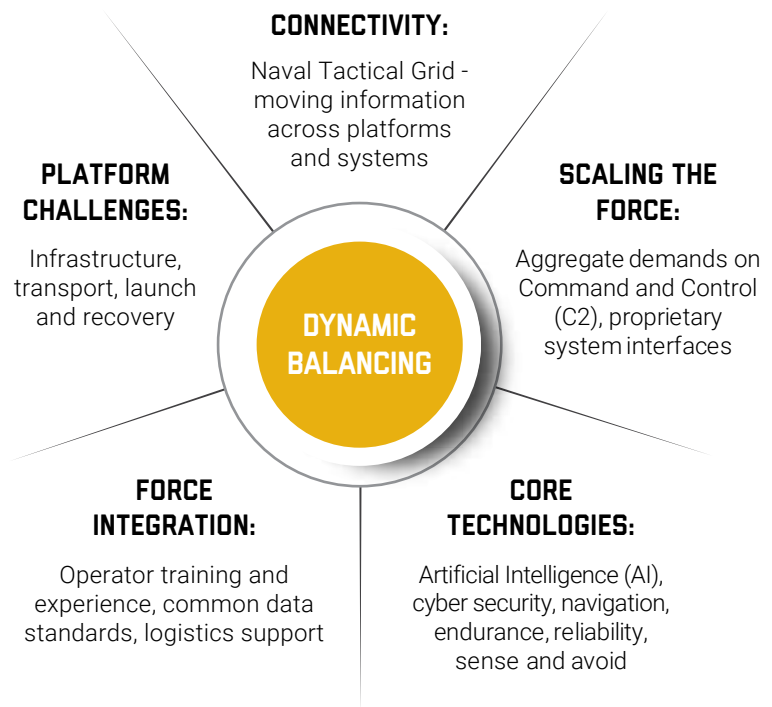 CONNECTIVITY:
Naval Tactical Grid -
moving information
across platforms
and systems
PLATFORM
CHALLENGES:
Infrastructure,
transport, launch
and recovery
SCALING THE
FORCE:
Aggregate demands on
Command and Control
(C2), proprietary
system interfaces
DYNAMIC
BALANCING
FORCE
INTEGRATION:
Operator training and
experience, common data
standards, logistics support
CORE
TECHNOLOGIES:
Artificial Intelligence (AI),
cyber security, navigation,
endurance, reliability,
sense and avoid